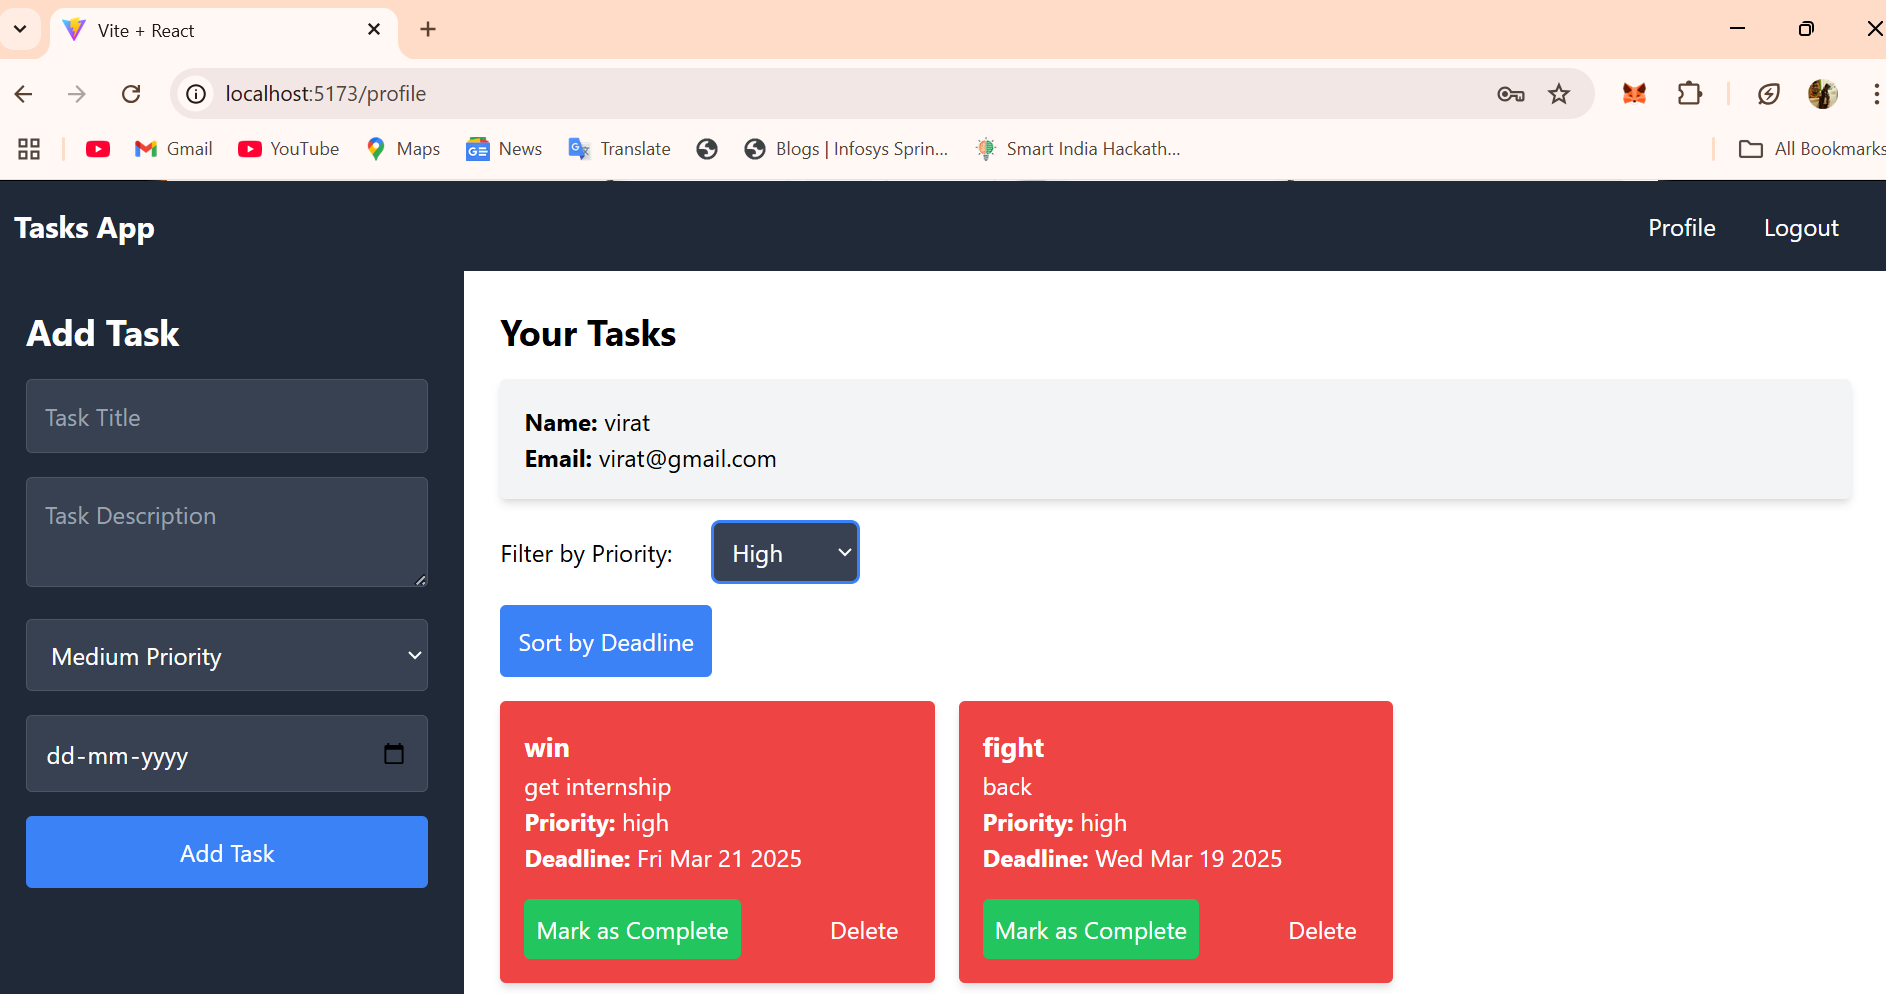 Vite + React
localhost:5173/profile
Gmail
YouTube
Maps
News
Translate
Blogs | Infosys Sprin...
Smart India Hackath...
All Bookmarks
Tasks App
Profile
Logout
Add Task
Task Title
Task Description
Medium Priority
dd-mm-yyyy
Add Task
Your Tasks
Name: virat
Email: virat@gmail.com
Filter by Priority: High
Sort by Deadline
win
get internship
Priority: high
Deadline: Fri Mar 21 2025
Mark as Complete
Delete
fight
back
Priority: high
Deadline: Wed Mar 19 2025
Mark as Complete
Delete